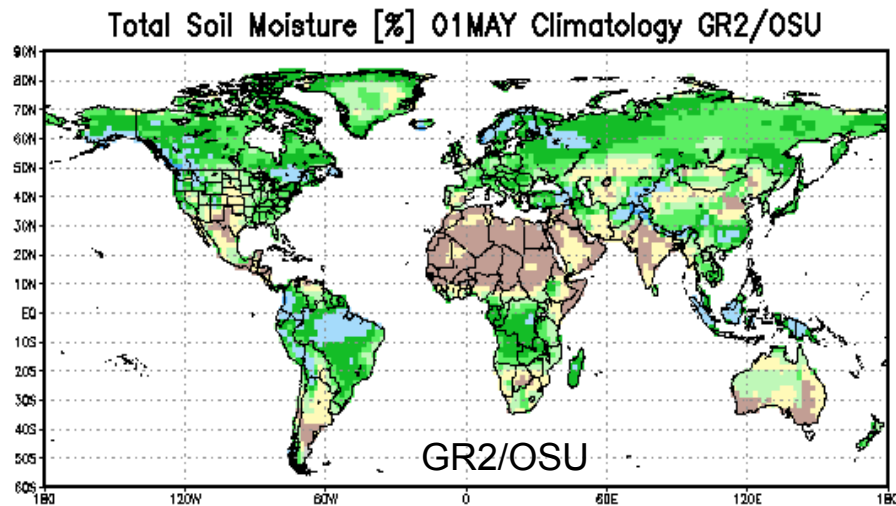 Total Soil Moisture [%] 01MAY Climatology GR2/OSU
90N
80N
70N
60N
50N
40N
30N
20N
10N
EQ
10S
20S
30S
40S
50S
60S
GR2/OSU
180 120W 60W 0 60E 120E 180